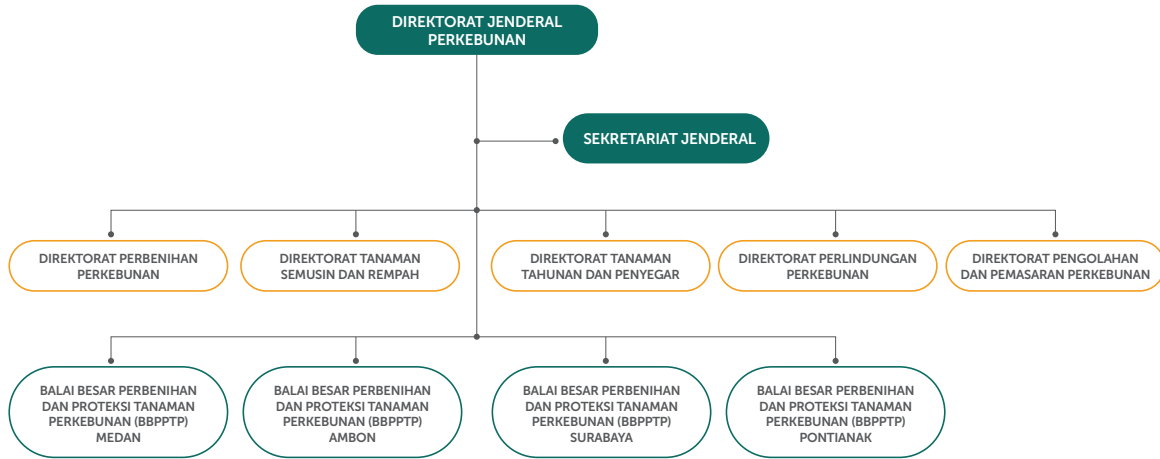 DIREKTORAT JENDERAL
PERKEBUNAN
SEKRETARIAT JENDERAL
DIREKTORAT PERBENIHAN
PERKEBUNAN
DIREKTORAT TANAMAN
SEMUSIN DAN REMPAH
DIREKTORAT TANAMAN
TAHUNAN DAN PENYEGAR
DIREKTORAT PERLINDUNGAN
PERKEBUNAN
DIREKTORAT PENGOLAHAN
DAN PEMASARAN PERKEBUNAN
BALAI BESAR PERBENIHAN
DAN PROTEKSI TANAMAN
PERKEBUNAN (BBPPTP)
MEDAN
BALAI BESAR PERBENIHAN
DAN PROTEKSI TANAMAN
PERKEBUNAN (BBPPTP)
AMBON
BALAI BESAR PERBENIHAN
DAN PROTEKSI TANAMAN
PERKEBUNAN (BBPPTP)
SURABAYA
BALAI BESAR PERBENIHAN
DAN PROTEKSI TANAMAN
PERKEBUNAN (BBPPTP)
PONTIANAK